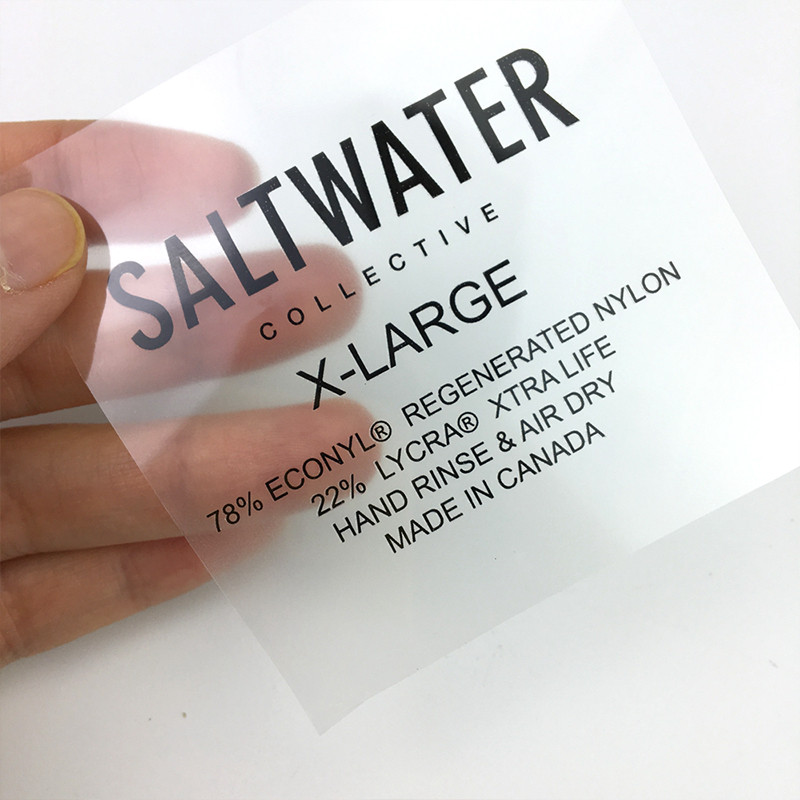 SALTWATER
COLLECTIVE
X-LARGE
78% ECONYL® REGENERATED NYLON
22% LYCRA® XTRA LIFE
HAND RINSE & AIR DRY
MADE IN CANADA